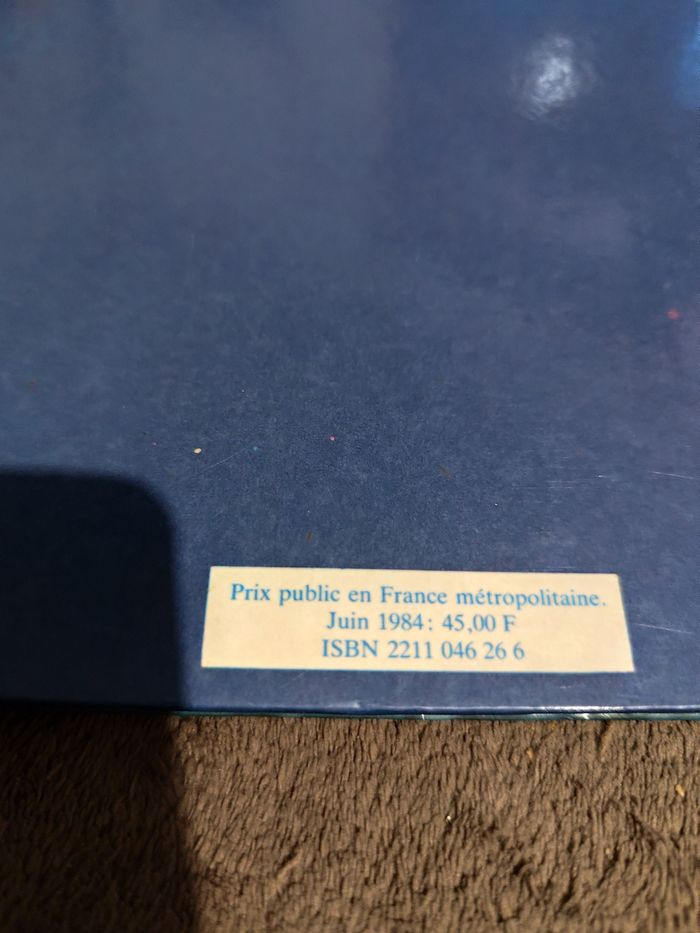 Prix public en France métropolitaine.
Juin 1984 : 45,00 F
ISBN 2211 046 26 6